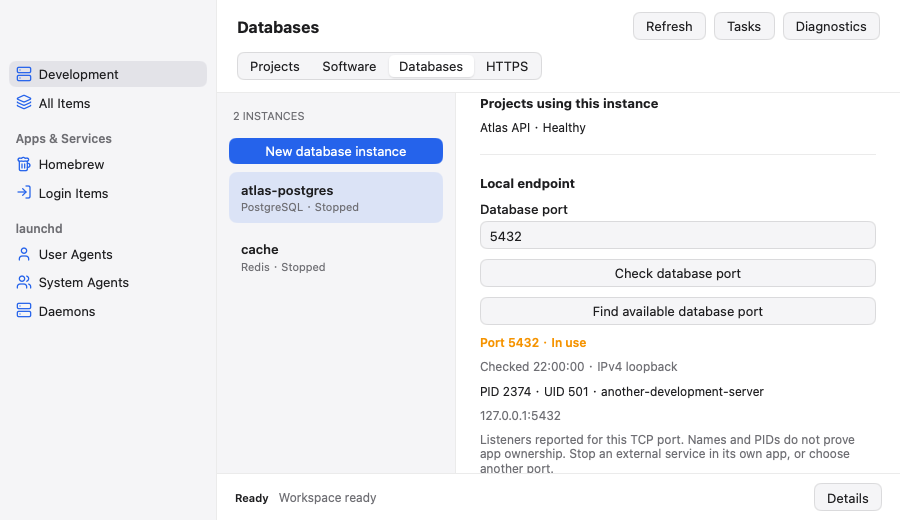 Development
All Items
Apps & Services
Homebrew
Login Items
launchd
User Agents
System Agents
Daemons
Databases
Refresh
Tasks
Diagnostics
Projects
Software
Databases
HTTPS
2 INSTANCES
New database instance
atlas-postgres
PostgreSQL · Stopped
cache
Redis · Stopped
Projects using this instance
Atlas API · Healthy
Local endpoint
Database port
5432
Check database port
Find available database port
Port 5432 · In use
Checked 22:00:00 · IPv4 loopback
PID 2374 · UID 501 · another-development-server
127.0.0.1:5432
Listeners reported for this TCP port. Names and PIDs do not prove
app ownership. Stop an external service in its own app, or choose
another port.
Ready Workspace ready
Details